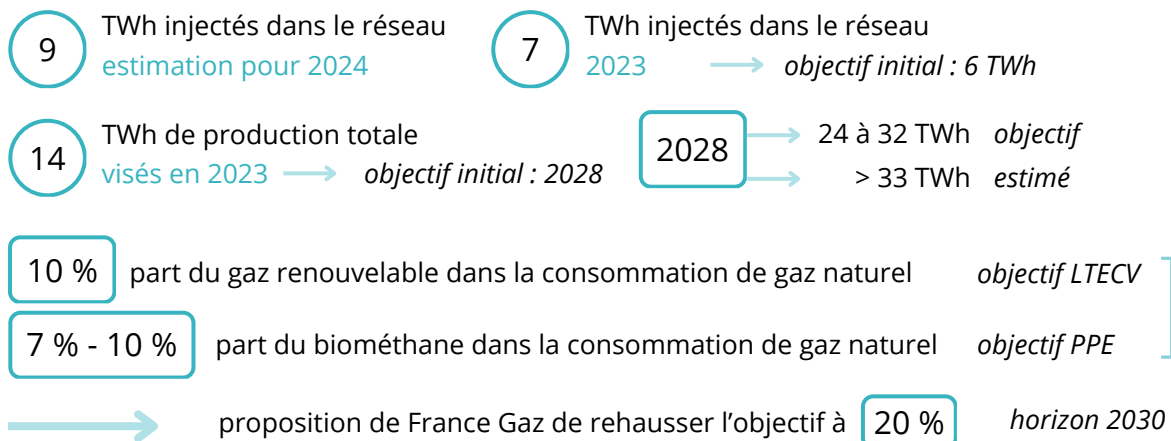 9 TWh injectés dans le réseau
estimation pour 2024
7 TWh injectés dans le réseau
2023 objectif initial : 6 TWh
14 TWh de production totale
visés en 2023 objectif initial : 2028
2028 24 à 32 TWh objectif
> 33 TWh estimé
10 % part du gaz renouvelable dans la consommation de gaz naturel objectif LTECV
7 % - 10 % part du biométhane dans la consommation de gaz naturel objectif PPE
proposition de France Gaz de rehausser l’objectif à 20 % horizon 2030